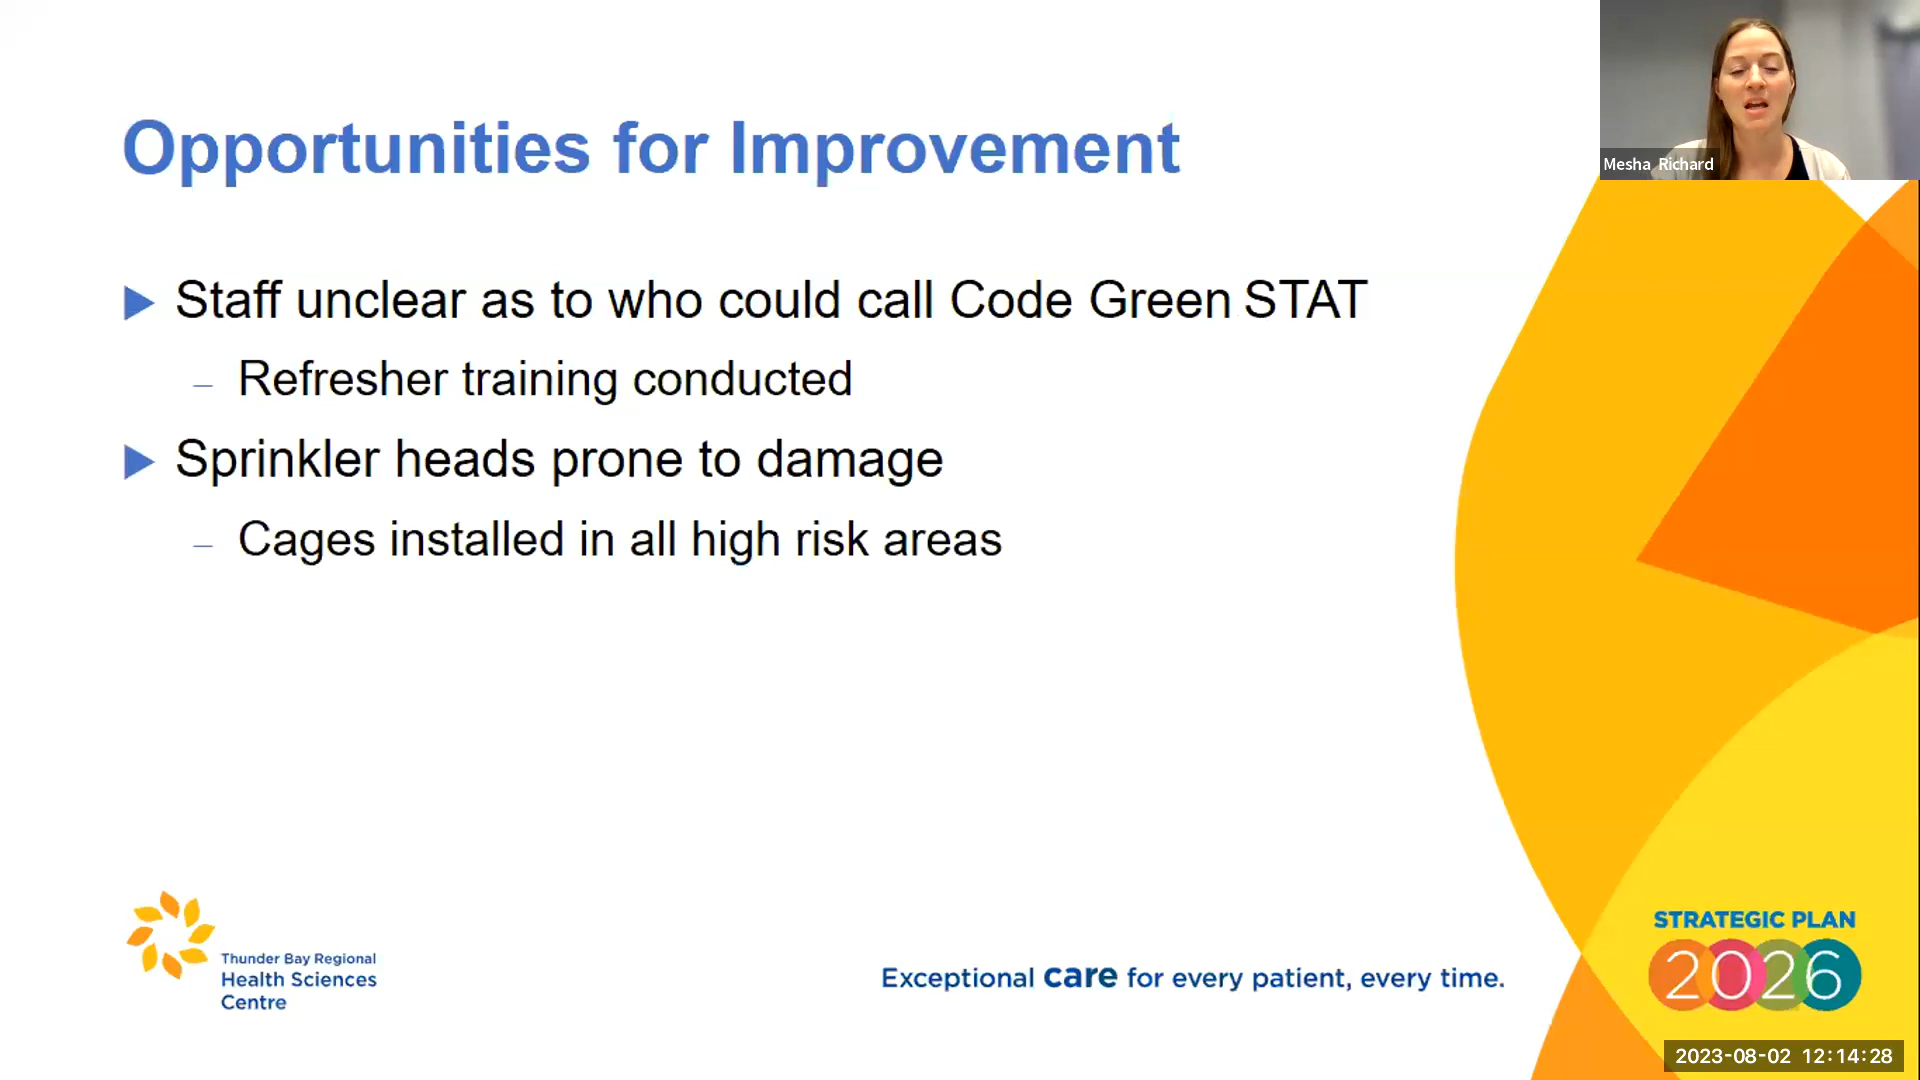 Opportunities for Improvement
Mesha Richard
Staff unclear as to who could call Code Green STAT
– Refresher training conducted
Sprinkler heads prone to damage
– Cages installed in all high risk areas
Thunder Bay Regional
Health Sciences
Centre
Exceptional care for every patient, every time.
STRATEGIC PLAN
2026
2023-08-02 12:14:28